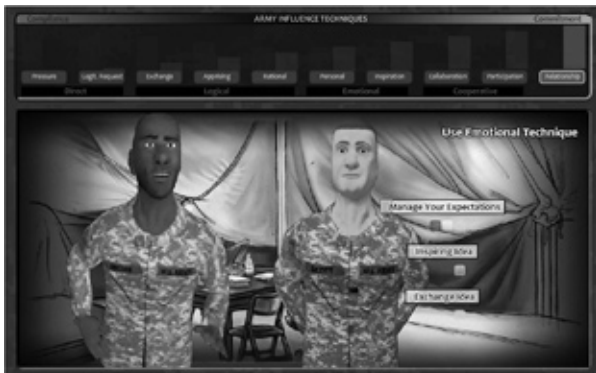 Compliance ARMY INFLUENCE TECHNIQUES Commitment
Pressure Legit. Request Exchange Apprising Rational Personal Inspiration Collaboration Participation Relationship
Direct Logical Emotional Cooperative
Use Emotional Technique
Manage Your Expectations
Inspiring Idea
Exchange Idea